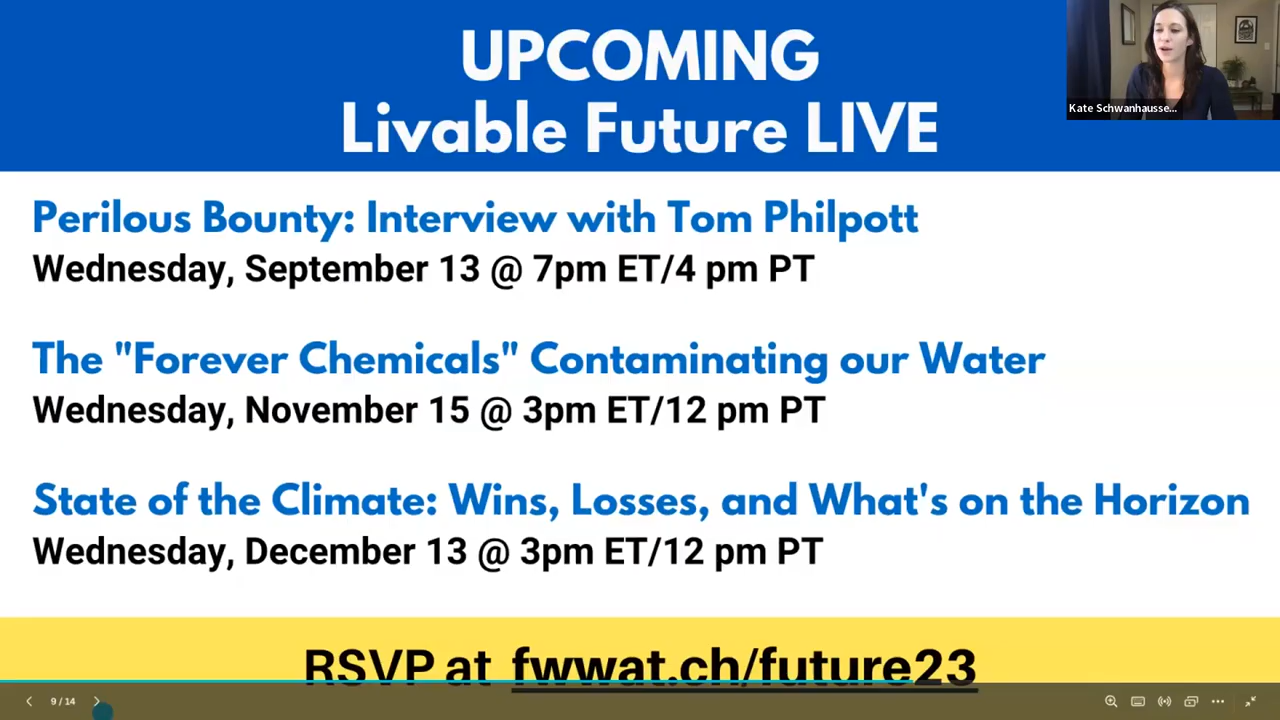 UPCOMING
Livable Future LIVE
Kate Schwanhausse...
Perilous Bounty: Interview with Tom Philpott
Wednesday, September 13 @ 7pm ET/4 pm PT
The "Forever Chemicals" Contaminating our Water
Wednesday, November 15 @ 3pm ET/12 pm PT
State of the Climate: Wins, Losses, and What's on the Horizon
Wednesday, December 13 @ 3pm ET/12 pm PT
RSVP at fwwat.ch/future23
9 / 14